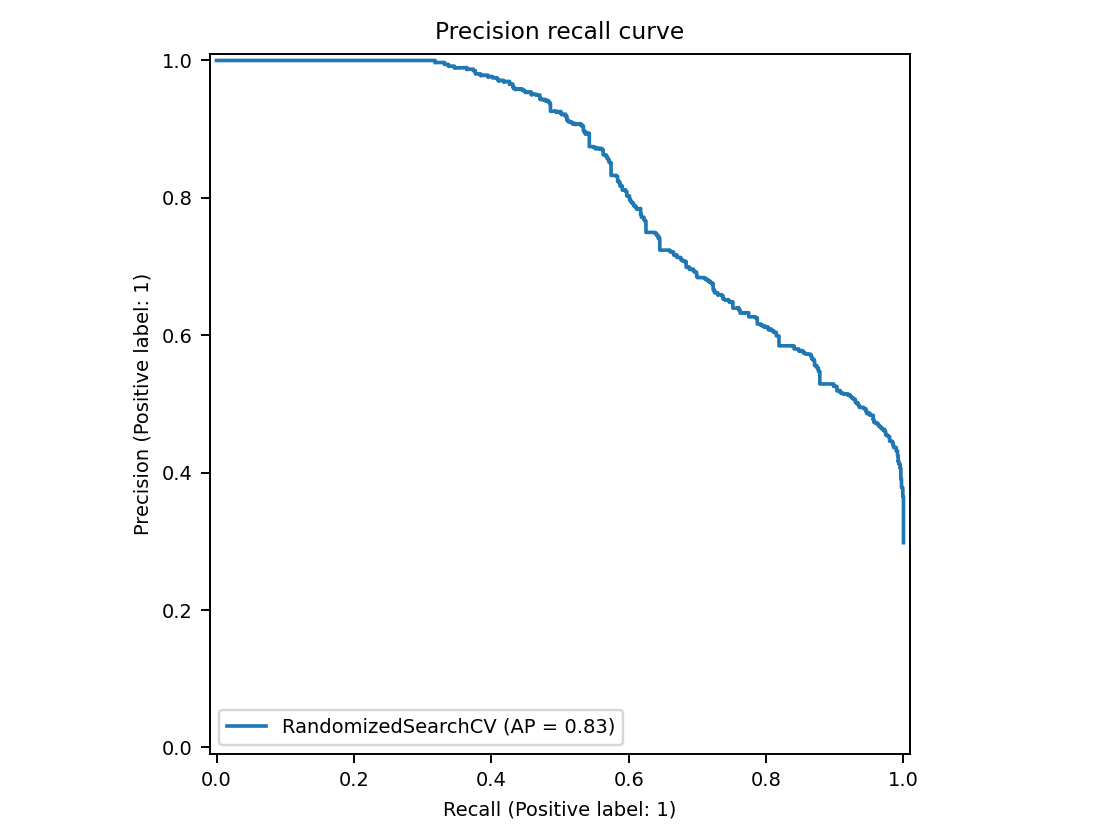 Precision recall curve
1.0
0.8
0.6
0.4
0.2
0.0
Precision (Positive label: 1)
RandomizedSearchCV (AP = 0.83)
0.0 0.2 0.4 0.6 0.8 1.0
Recall (Positive label: 1)